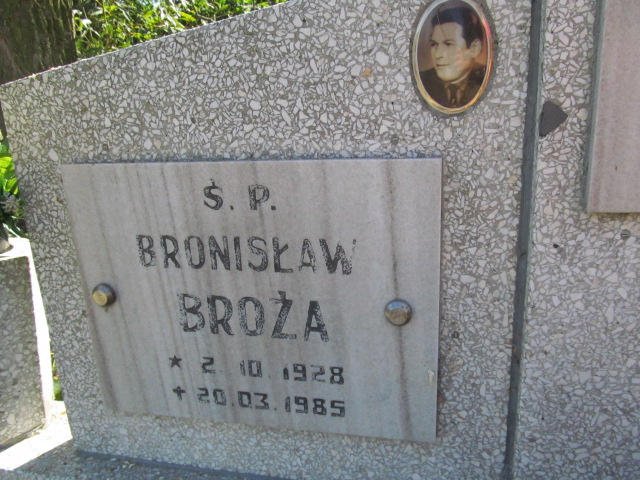 Ś. P.
BRONISŁAW
BROŻA
★ 2.10.1928
✝ 20.03.1985